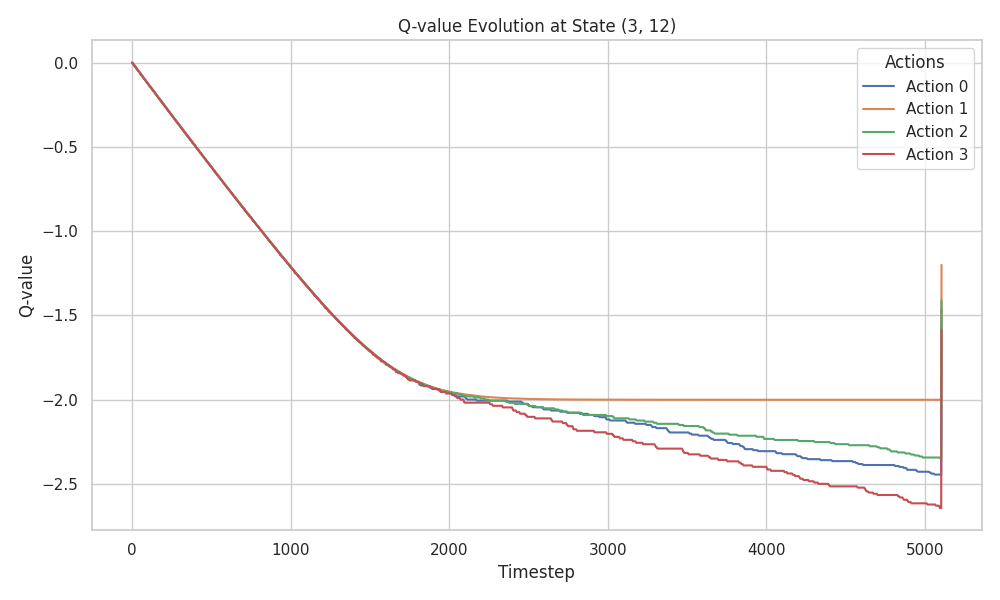 Q-value Evolution at State (3, 12)
Actions
Action 0
Action 1
Action 2
Action 3
Q-value
0.0
−0.5
−1.0
−1.5
−2.0
−2.5
0 1000 2000 3000 4000 5000
Timestep